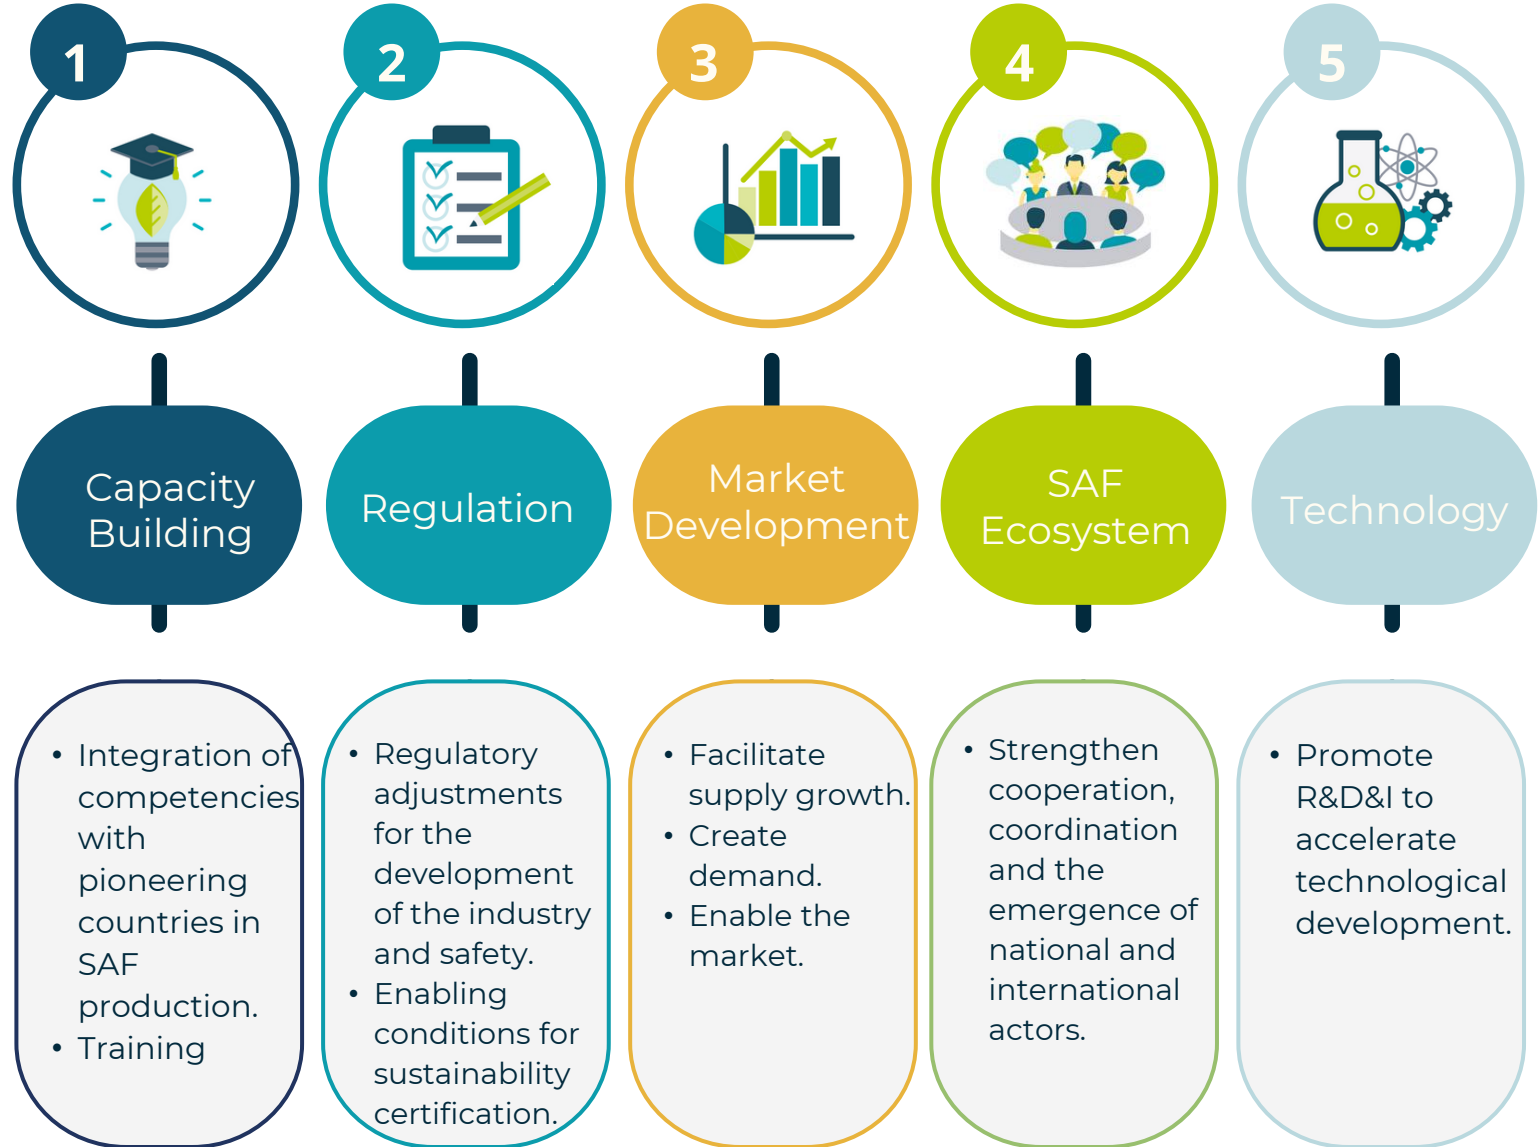 1
2
3
4
5
Capacity
Building
Regulation
Market
Development
SAF
Ecosystem
Technology
• Integration of
competencies
with
pioneering
countries in
SAF
production.
• Training
• Regulatory
adjustments
for the
development
of the industry
and safety.
• Enabling
conditions for
sustainability
certification.
• Facilitate
supply growth.
• Create
demand.
• Enable the
market.
• Strengthen
cooperation,
coordination
and the
emergence of
national and
international
actors.
• Promote
R&D&I to
accelerate
technological
development.